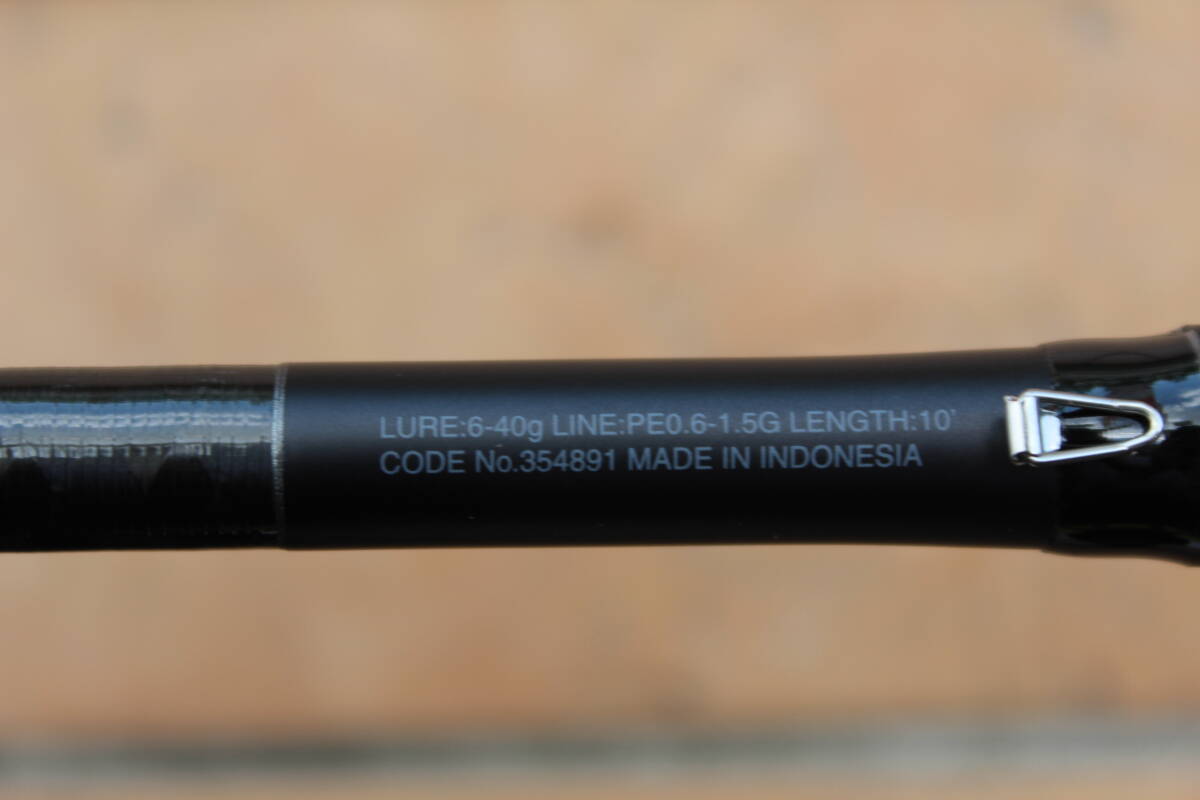 LURE:6-40g LINE:PE0.6-1.5G LENGTH:10'
CODE No.354891 MADE IN INDONESIA